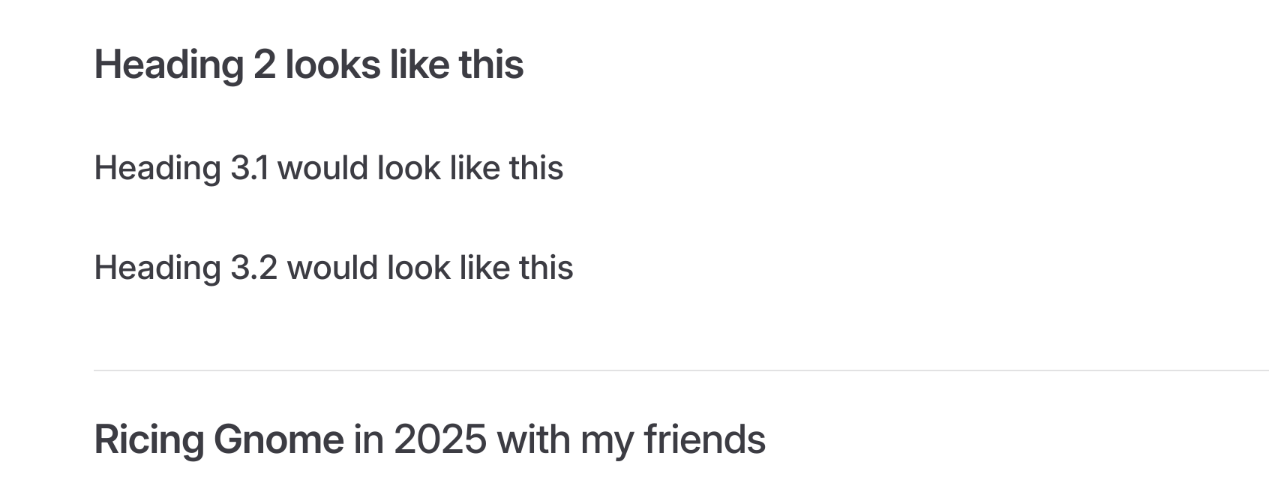 Heading 2 looks like this
Heading 3.1 would look like this
Heading 3.2 would look like this
Ricing Gnome in 2025 with my friends